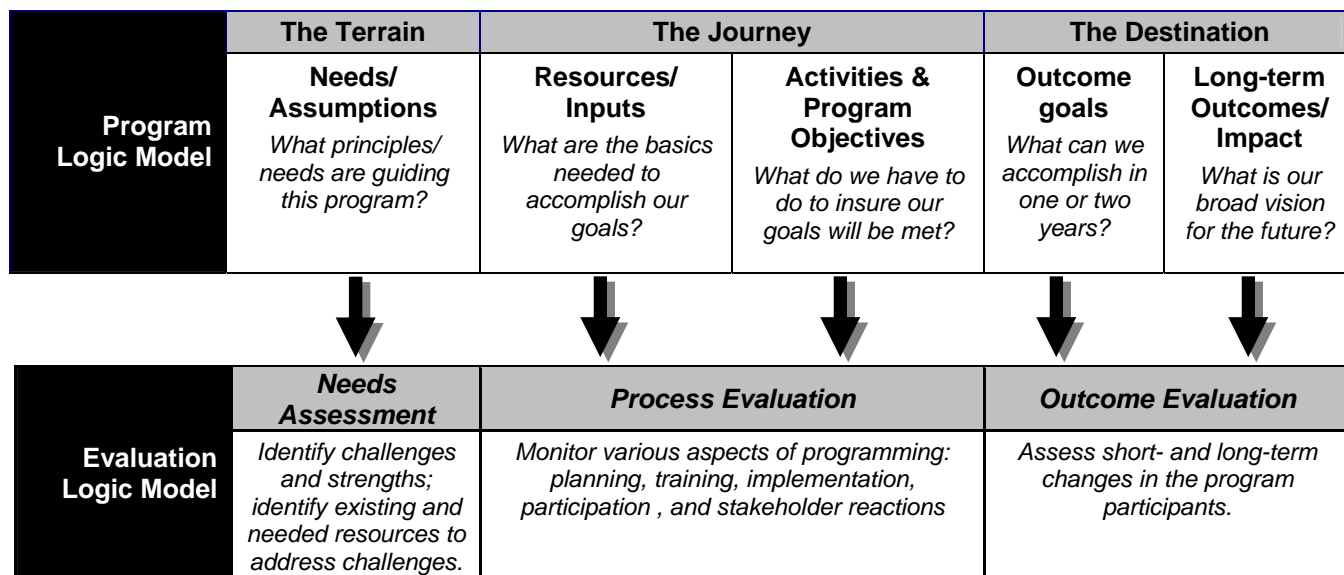 The Terrain
The Journey
The Destination
Program
Logic Model
Needs/
Assumptions
What principles/
needs are guiding
this program?
Resources/
Inputs
What are the basics
needed to
accomplish our
goals?
Activities &
Program
Objectives
What do we have to
do to insure our
goals will be met?
Outcome
goals
What can we
accomplish in
one or two
years?
Long-term
Outcomes/
Impact
What is our
broad vision
for the future?
Evaluation
Logic Model
Needs
Assessment
Identify challenges
and strengths;
identify existing and
needed resources to
address challenges.
Process Evaluation
Monitor various aspects of programming:
planning, training, implementation,
participation , and stakeholder reactions
Outcome Evaluation
Assess short- and long-term
changes in the program
participants.